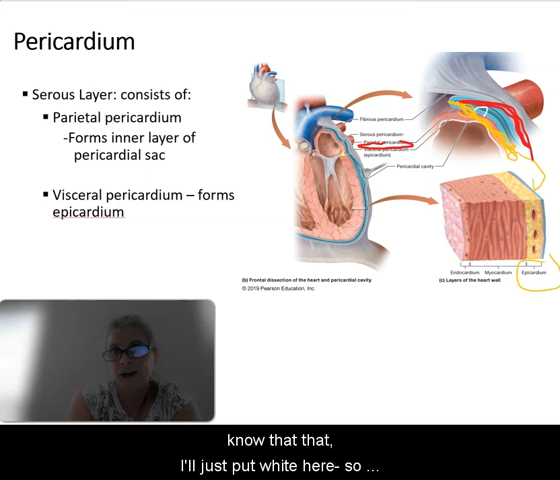 Pericardium
▪ Serous Layer: consists of:
▪ Parietal pericardium
-Forms inner layer of
pericardial sac
▪ Visceral pericardium – forms
epicardium
Fibrous pericardium
Serous pericardium
(epicardium)
Pericardial cavity
Endocardium Myocardium Epicardium
(b) Frontal dissection of the heart and pericardial cavity
(c) Layers of the heart wall
© 2019 Pearson Education, Inc.
know that that,
I'll just put white here- so ...